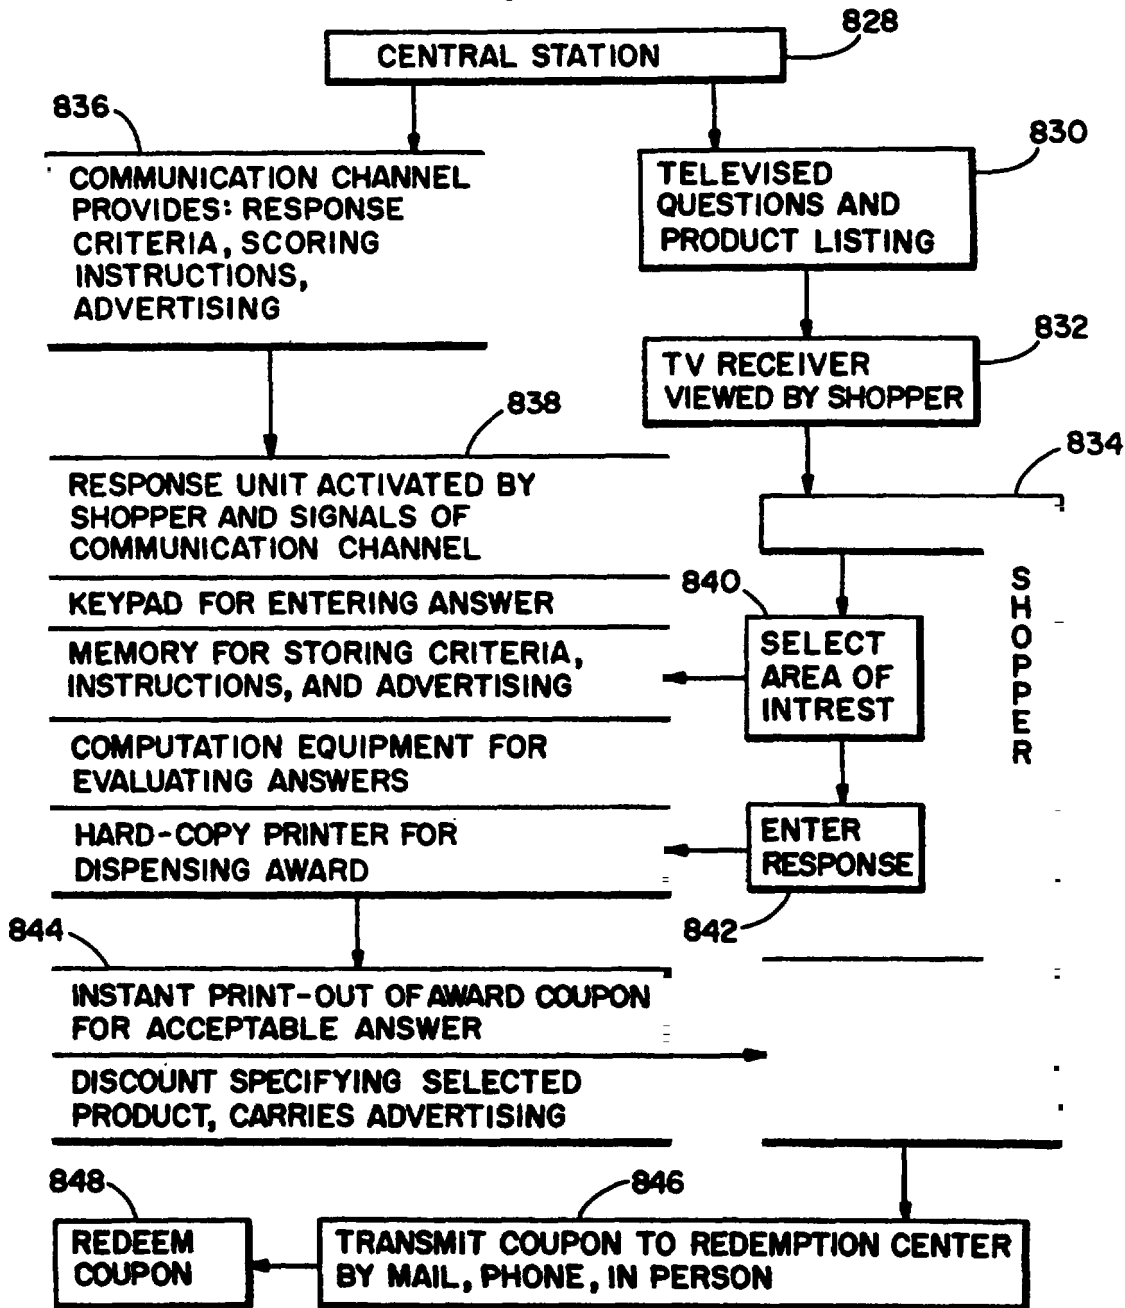 828
CENTRAL STATION
836
COMMUNICATION CHANNEL
PROVIDES: RESPONSE
CRITERIA, SCORING
INSTRUCTIONS,
ADVERTISING
830
TELEVISED
QUESTIONS AND
PRODUCT LISTING
832
TV RECEIVER
VIEWED BY SHOPPER
838
RESPONSE UNIT ACTIVATED BY
SHOPPER AND SIGNALS OF
COMMUNICATION CHANNEL
KEYPAD FOR ENTERING ANSWER
MEMORY FOR STORING CRITERIA,
INSTRUCTIONS, AND ADVERTISING
COMPUTATION EQUIPMENT FOR
EVALUATING ANSWERS
HARD-COPY PRINTER FOR
DISPENSING AWARD
834
SHOPPER
840
SELECT
AREA OF
INTREST
ENTER
RESPONSE
842
844
INSTANT PRINT-OUT OF AWARD COUPON
FOR ACCEPTABLE ANSWER
DISCOUNT SPECIFYING SELECTED
PRODUCT, CARRIES ADVERTISING
846
TRANSMIT COUPON TO REDEMPTION CENTER
BY MAIL, PHONE, IN PERSON
848
REDEEM
COUPON